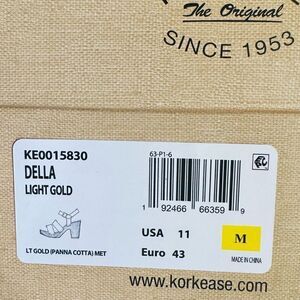 The Original
SINCE 1953
KE0015830
DELLA
LIGHT GOLD
63-P1-6
1 92466 66359 9
USA 11
Euro 43
M
LT GOLD (PANNA COTTA) MET
MADE IN CHINA
www.korkease.com